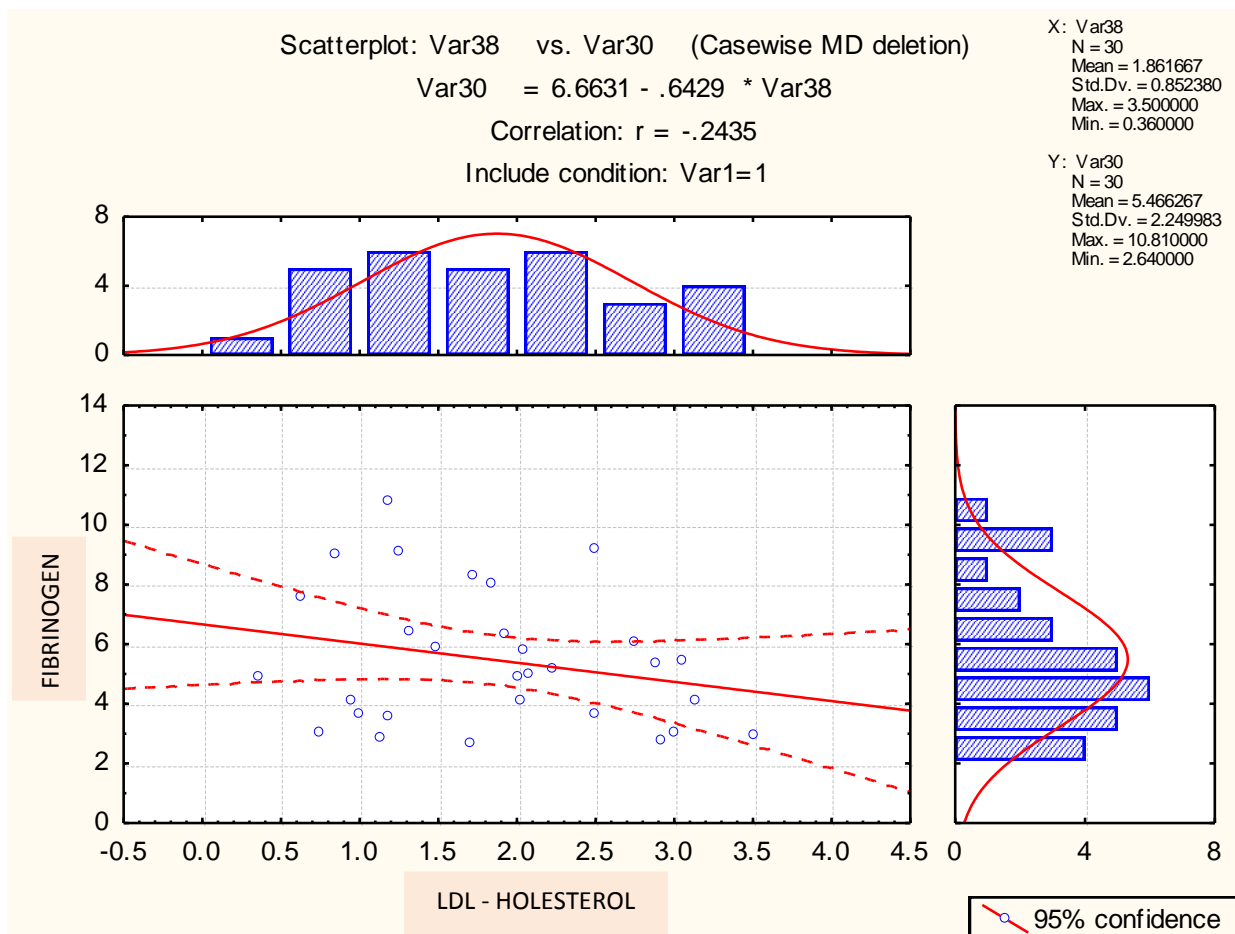 Scatterplot: Var38 vs. Var30 (Casewise MD deletion)
Var30 = 6.6631 - .6429 * Var38
Correlation: r = -.2435
Include condition: Var1=1
X: Var38
N = 30
Mean = 1.861667
Std.Dv. = 0.852380
Max. = 3.500000
Min. = 0.360000
Y: Var30
N = 30
Mean = 5.466267
Std.Dv. = 2.249983
Max. = 10.810000
Min. = 2.640000
8
4
0
14
12
10
8
6
4
2
0
FIBRINOGEN
-0.5 0.0 0.5 1.0 1.5 2.0 2.5 3.0 3.5 4.0 4.5
0 4 8
LDL - HOLESTEROL
95% confidence